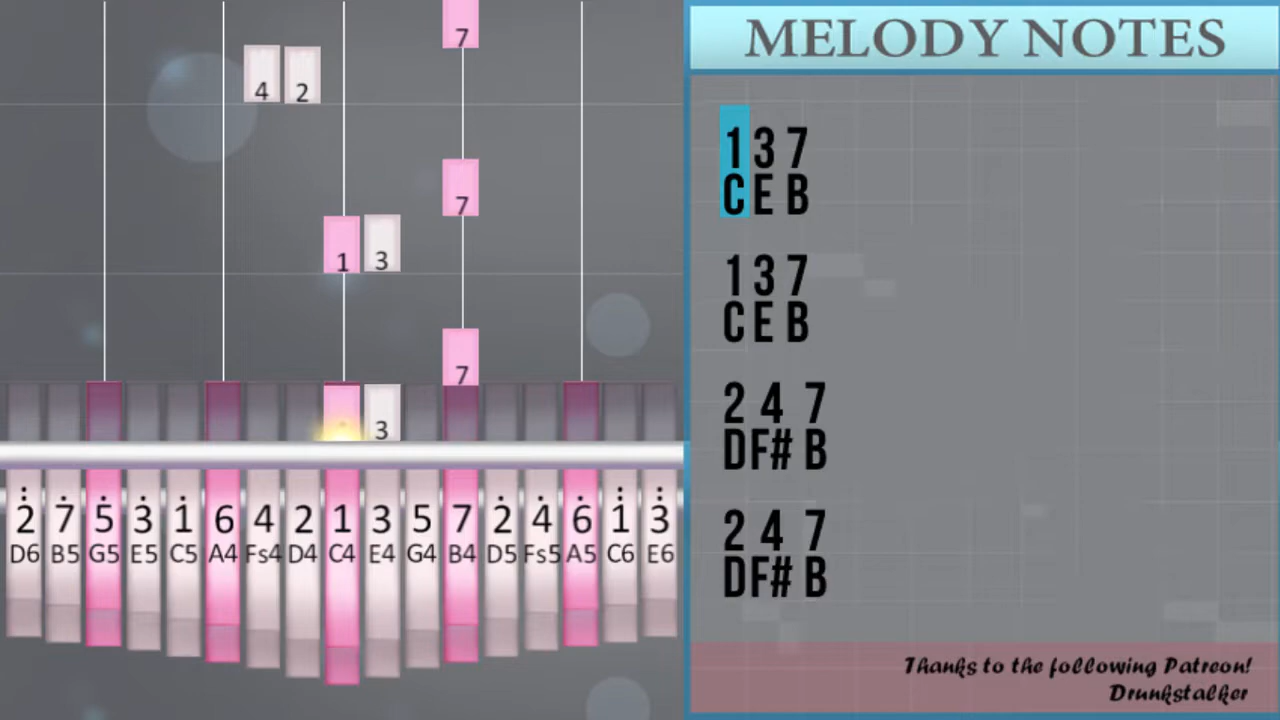 7
4 2
7
1 3
7
3
2̈ 7̇ 5̇ 3̇ 1̇ 6 4 2 1 3 5 7 2̇ 4̇ 6̇ 1̈ 3̈
D6 B5 G5 E5 C5 A4 Fs4 D4 C4 E4 G4 B4 D5 Fs5 A5 C6 E6
MELODY NOTES
1 3 7
C E B
1 3 7
C E B
2 4 7
D F# B
2 4 7
D F# B
Thanks to the following Patreon!
Drunkstalker